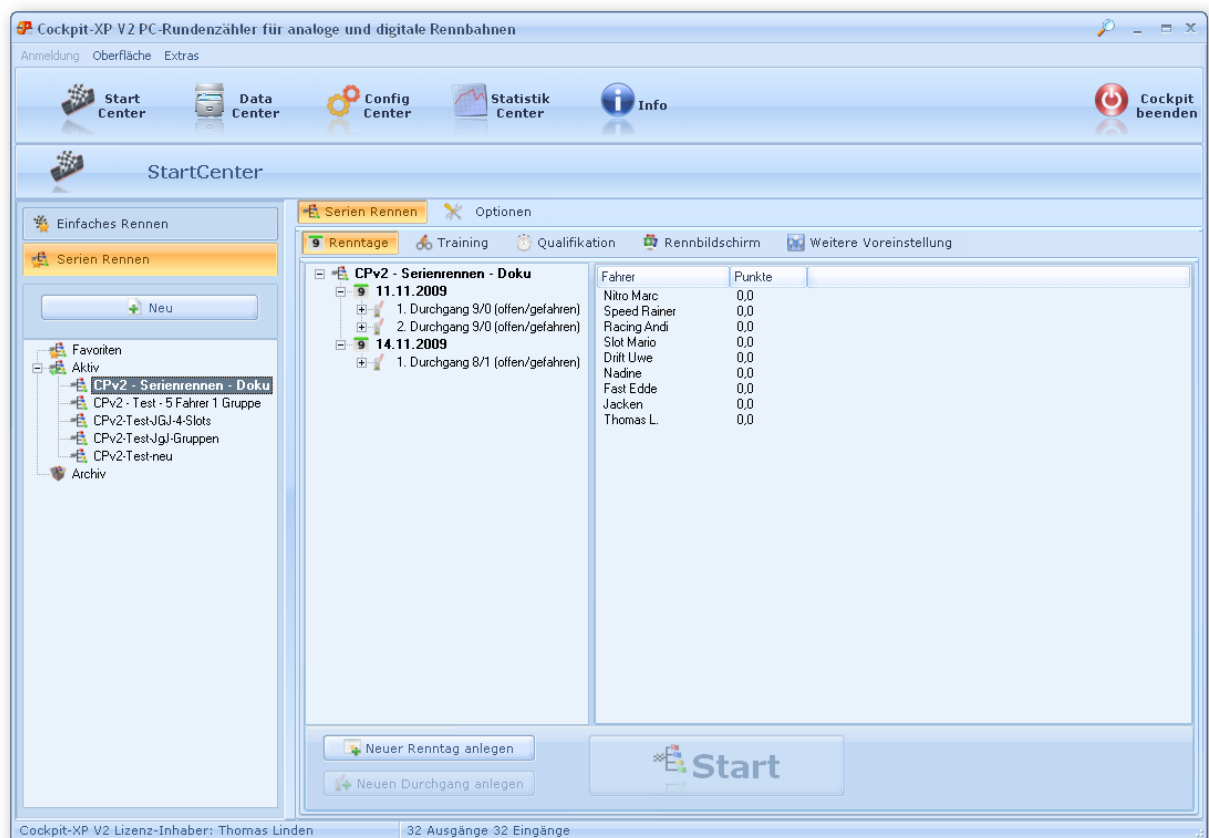 Cockpit-XP V2 PC-Rundenzähler für analoge und digitale Rennbahnen
Anmeldung Oberfläche Extras
Start Center
Data Center
Config Center
Statistik Center
Info
Cockpit beenden
StartCenter
Einfaches Rennen
Serien Rennen
Neu
Favoriten
Aktiv
CPv2 - Serienrennen - Doku
CPv2 - Test - 5 Fahrer 1 Gruppe
CPv2-Test-JGJ-4-Slots
CPv2-Test-JgJ-Gruppen
CPv2-Test-neu
Archiv
Serien Rennen Optionen
9 Renntage Training Qualifikation Rennbildschirm Weitere Voreinstellung
CPv2 - Serienrennen - Doku
9 11.11.2009
1. Durchgang 9/0 (offen/gefahren)
2. Durchgang 9/0 (offen/gefahren)
9 14.11.2009
1. Durchgang 8/1 (offen/gefahren)
Fahrer Punkte
Nitro Marc 0,0
Speed Rainer 0,0
Racing Andi 0,0
Slot Mario 0,0
Drift Uwe 0,0
Nadine 0,0
Fast Edde 0,0
Jacken 0,0
Thomas L. 0,0
Neuer Renntag anlegen
Neuen Durchgang anlegen
Start
Cockpit-XP V2 Lizenz-Inhaber: Thomas Linden 32 Ausgänge 32 Eingänge